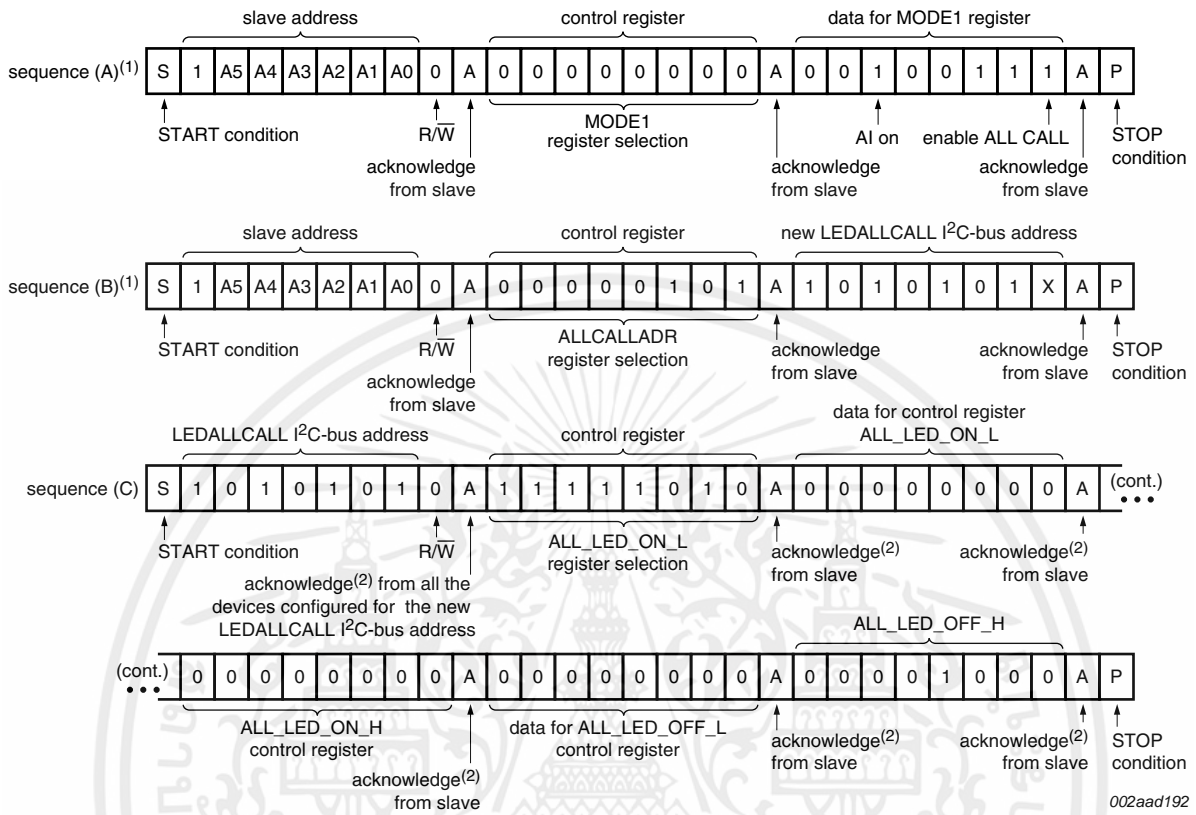 slave address control register data for MODE1 register
sequence (A)(1) S 1 A5 A4 A3 A2 A1 A0 0 A 0 0 0 0 0 0 0 0 A 0 0 1 0 0 1 1 1 A P
START condition R/W MODE1 register selection AI on enable ALL CALL STOP condition
acknowledge from slave acknowledge from slave acknowledge from slave
slave address control register new LEDALLCALL I²C-bus address
sequence (B)(1) S 1 A5 A4 A3 A2 A1 A0 0 A 0 0 0 0 0 1 0 1 A 1 0 1 0 1 0 1 X A P
START condition R/W ALLCALLADR register selection STOP condition
acknowledge from slave acknowledge from slave acknowledge from slave
LEDALLCALL I²C-bus address control register data for control register ALL_LED_ON_L
sequence (C) S 1 0 1 0 1 0 1 0 A 1 1 1 1 1 0 1 0 A 0 0 0 0 0 0 0 0 A (cont.)
START condition R/W ALL_LED_ON_L register selection
acknowledge(2) from all the devices configured for the new LEDALLCALL I²C-bus address
acknowledge(2) from slave acknowledge(2) from slave
ALL_LED_OFF_H
(cont.) 0 0 0 0 0 0 0 0 A 0 0 0 0 0 0 0 0 A 0 0 0 0 1 0 0 0 A P
ALL_LED_ON_H control register data for ALL_LED_OFF_L control register
acknowledge(2) from slave acknowledge(2) from slave acknowledge(2) from slave STOP condition
002aad192